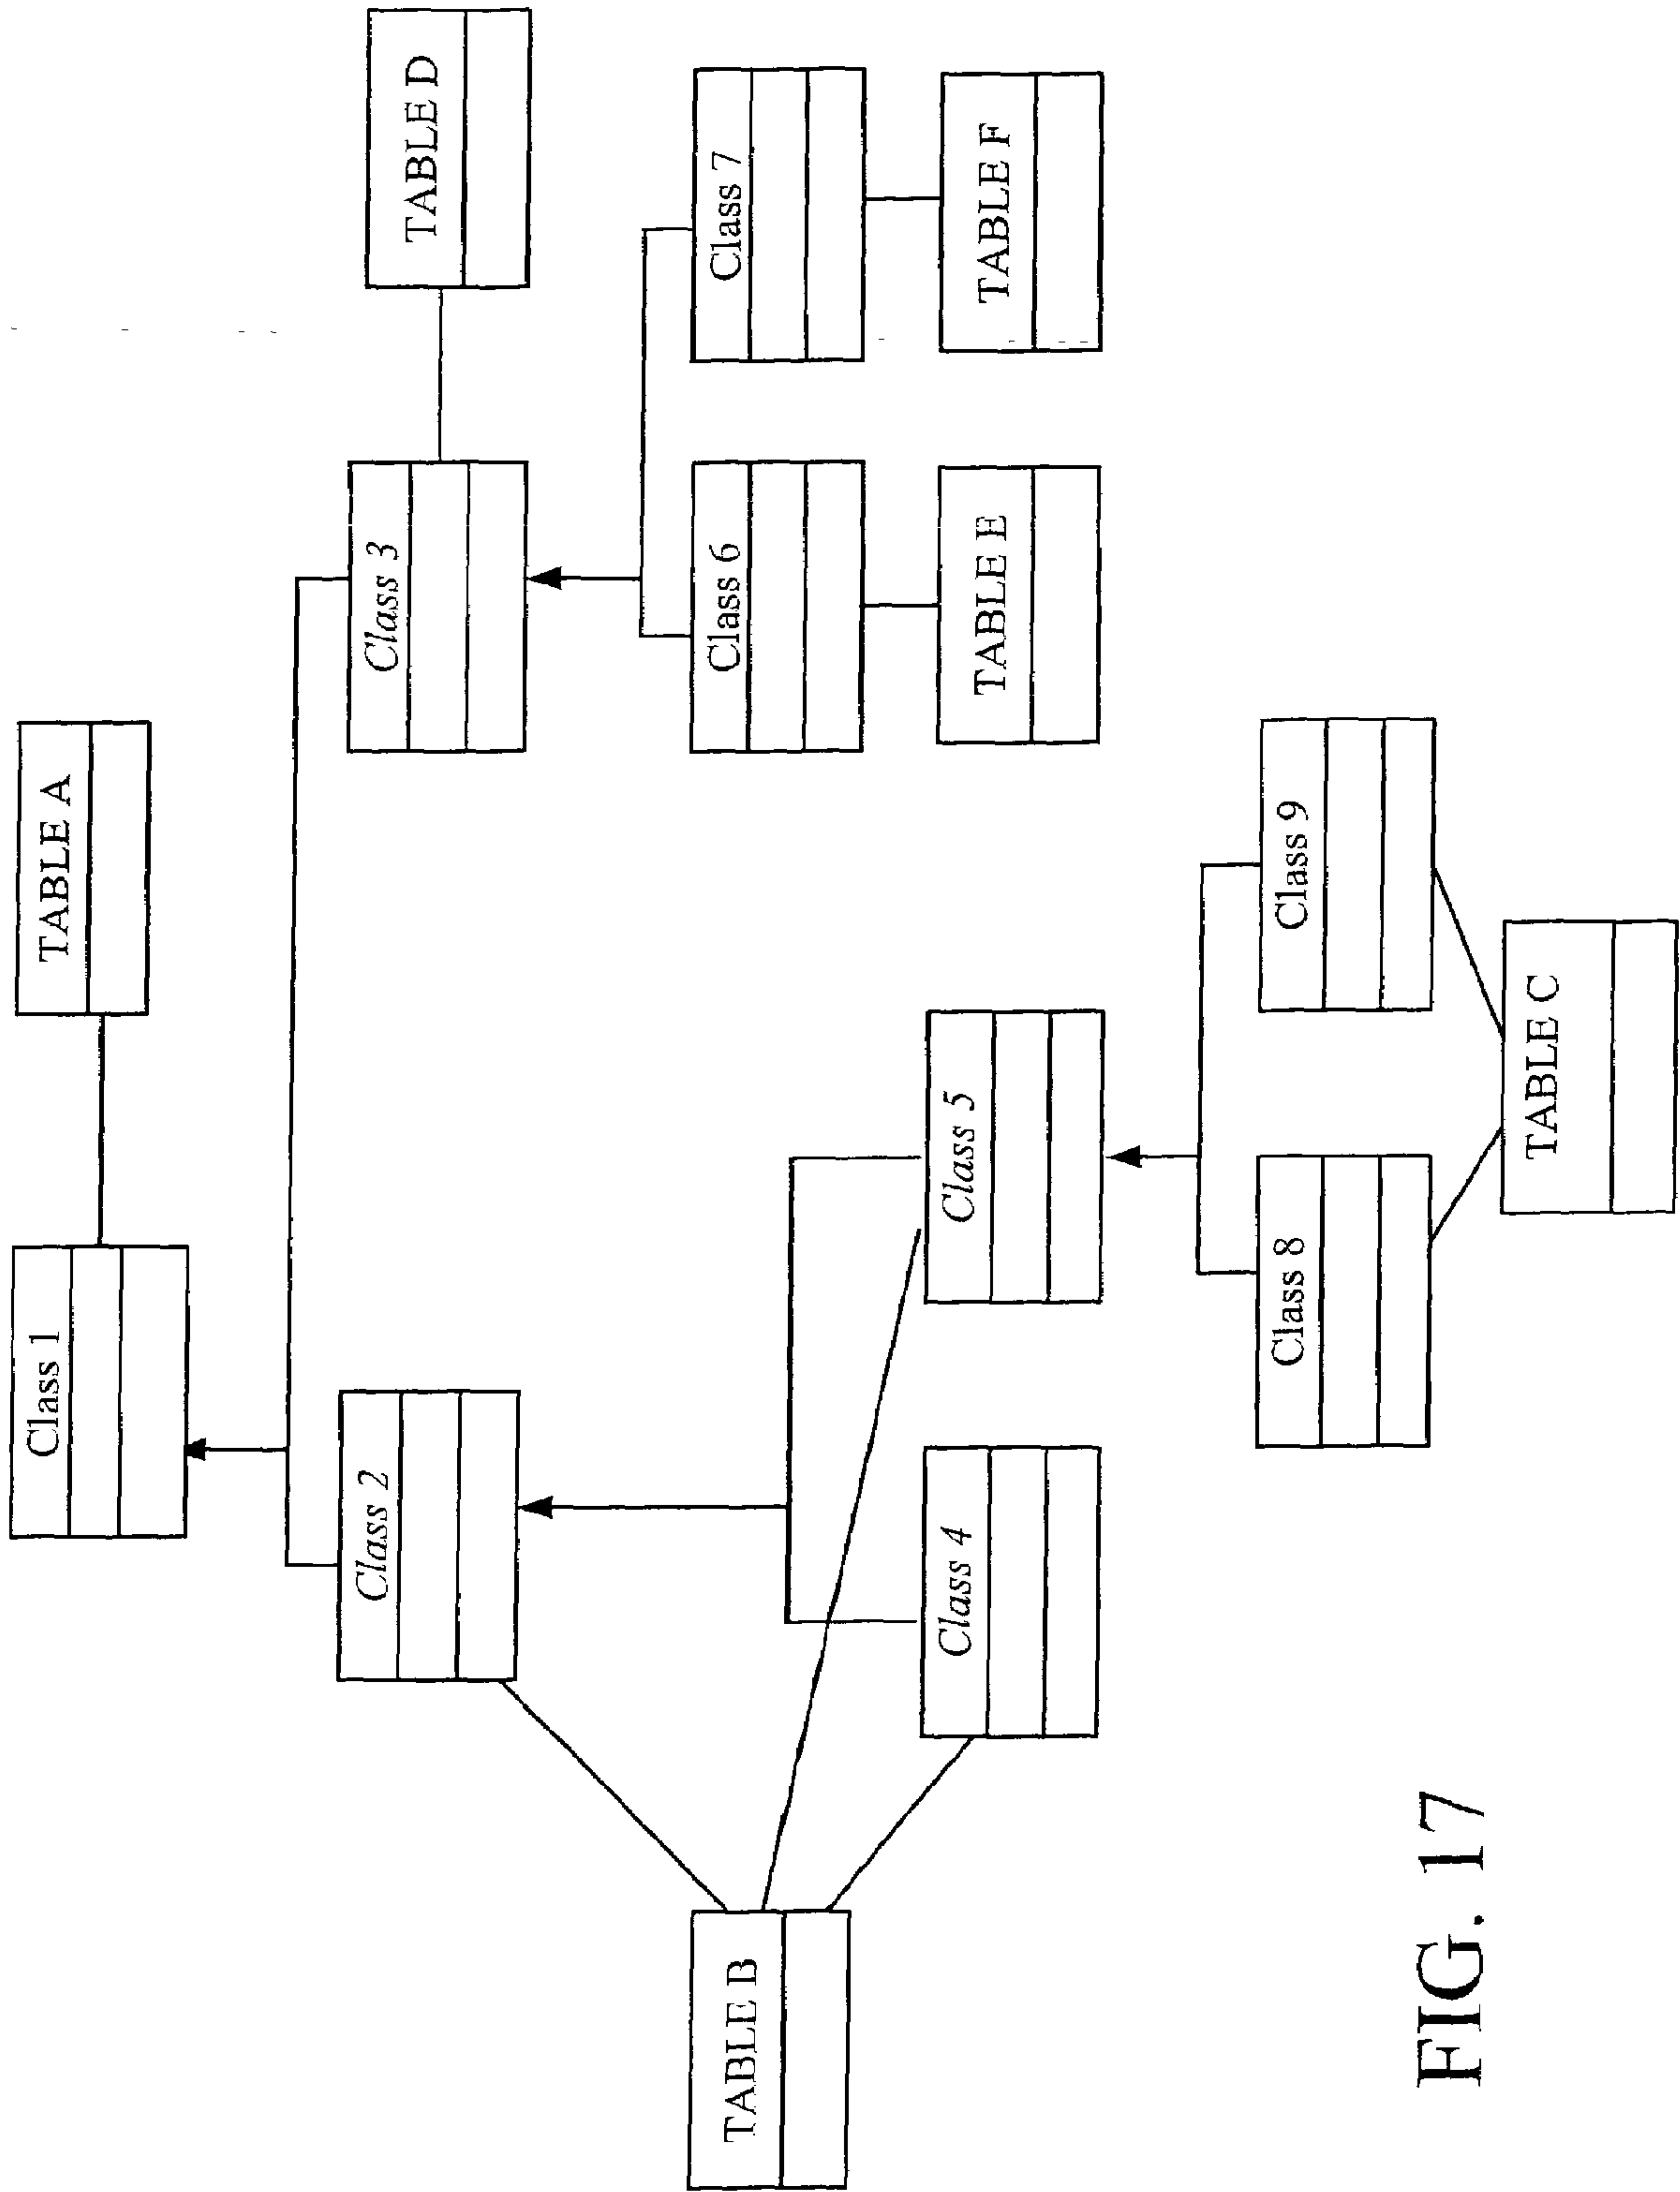 Class 1
TABLE A
Class 2
Class 3
TABLE D
TABLE B
Class 6
Class 7
Class 4
Class 5
TABLE E
TABLE F
Class 8
Class 9
TABLE C
FIG. 17